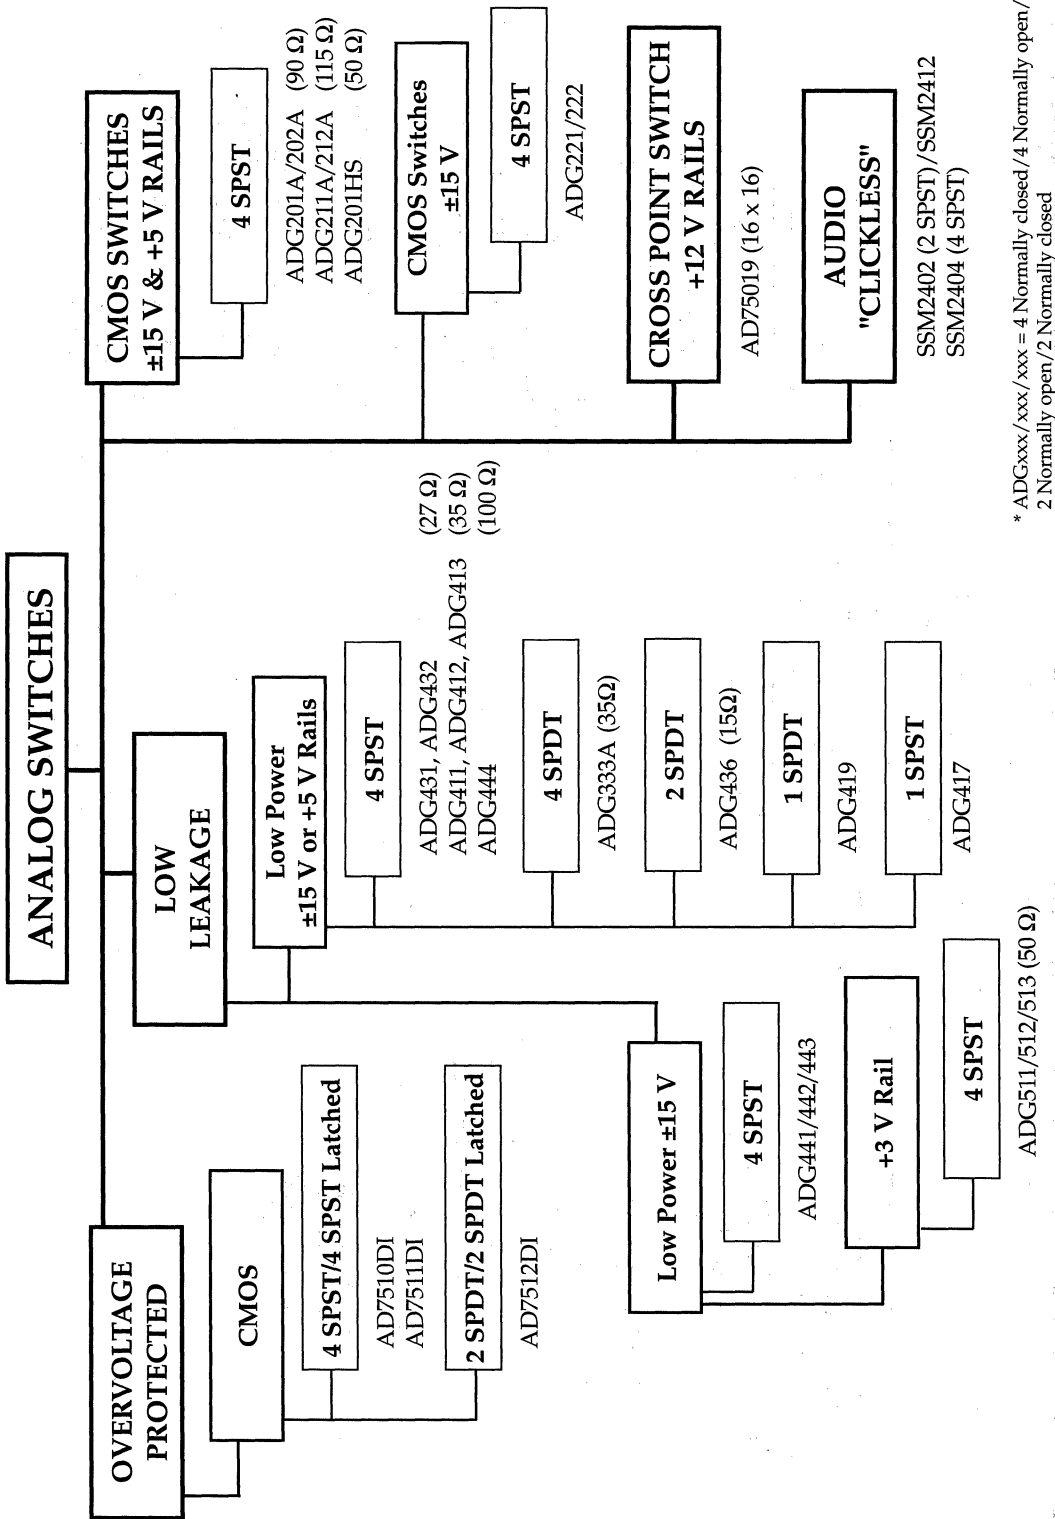 ANALOG SWITCHES
OVERVOLTAGE
PROTECTED
CMOS
4 SPST/4 SPST Latched
AD7510DI
AD7511DI
2 SPDT/2 SPDT Latched
AD7512DI
LOW
LEAKAGE
Low Power
±15 V or +5 V Rails
4 SPST
ADG431, ADG432 (27 Ω)
ADG411, ADG412, ADG413 (35 Ω)
ADG444 (100 Ω)
4 SPDT
ADG333A (35Ω)
2 SPDT
ADG436 (15Ω)
1 SPDT
ADG419
1 SPST
ADG417
Low Power ±15 V
4 SPST
ADG441/442/443
+3 V Rail
4 SPST
ADG511/512/513 (50 Ω)
CMOS SWITCHES
±15 V & +5 V RAILS
4 SPST
ADG201A/202A (90 Ω)
ADG211A/212A (115 Ω)
ADG201HS (50 Ω)
CMOS Switches
±15 V
4 SPST
ADG221/222
CROSS POINT SWITCH
+12 V RAILS
AD75019 (16 x 16)
AUDIO
"CLICKLESS"
SSM2402 (2 SPST)/SSM2412
SSM2404 (4 SPST)
* ADGxxx/xxx/xxx = 4 Normally closed/4 Normally open/
2 Normally open/2 Normally closed